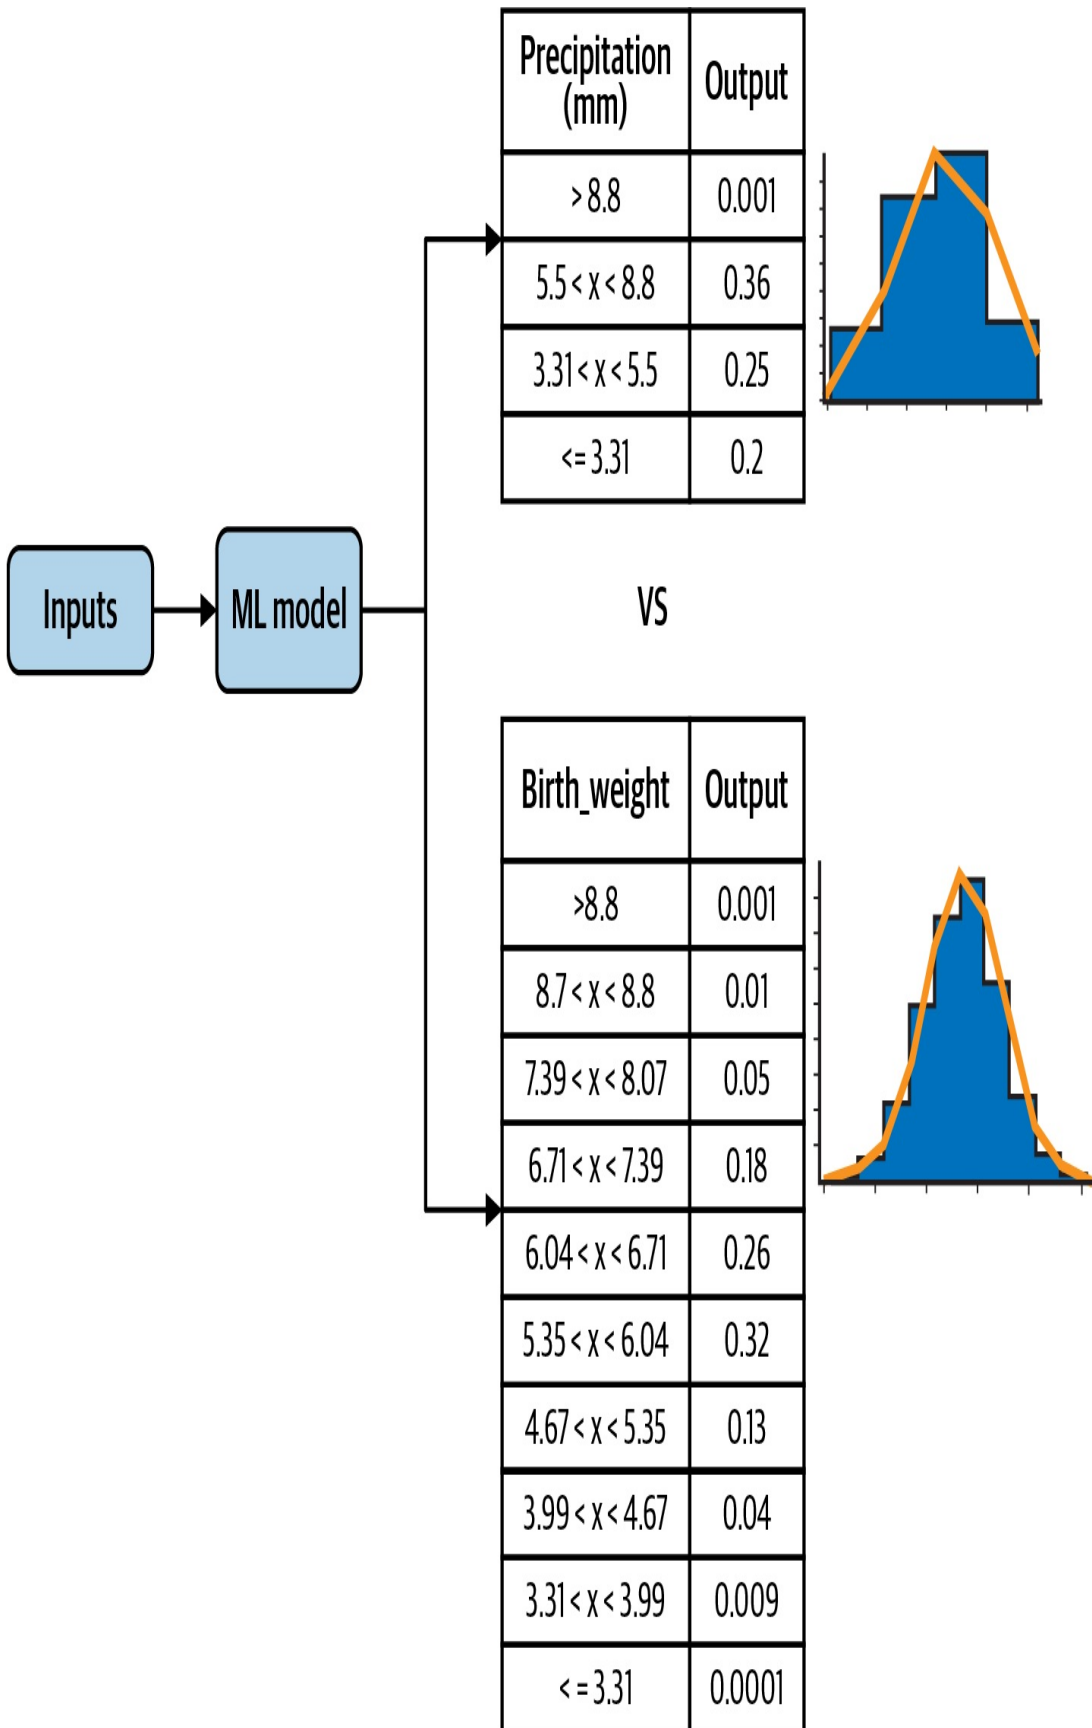 Precipitation
(mm)
Output
> 8.8
0.001
5.5 < x < 8.8
0.36
3.31 < x < 5.5
0.25
<= 3.31
0.2
Inputs
ML model
VS
Birth_weight
Output
>8.8
0.001
8.7 < x < 8.8
0.01
7.39 < x < 8.07
0.05
6.71 < x < 7.39
0.18
6.04 < x < 6.71
0.26
5.35 < x < 6.04
0.32
4.67 < x < 5.35
0.13
3.99 < x < 4.67
0.04
3.31 < x < 3.99
0.009
< = 3.31
0.0001